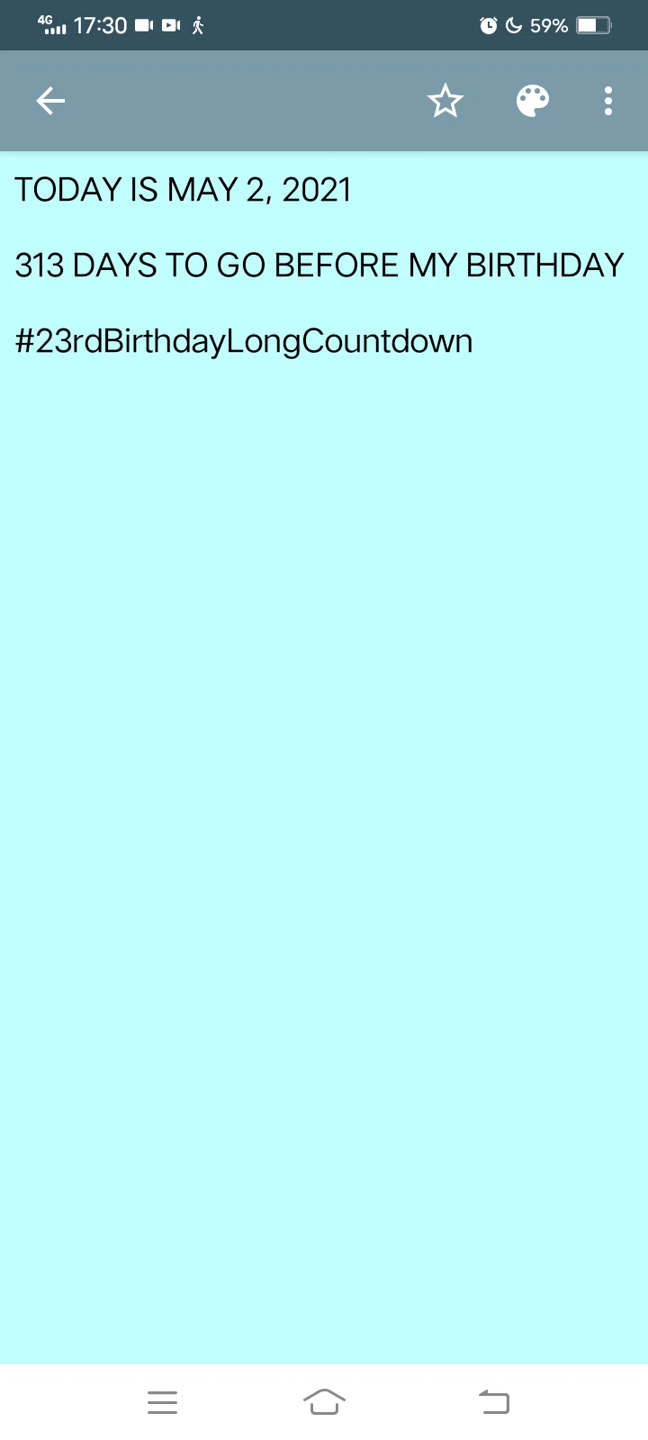 4G 17:30 59%
TODAY IS MAY 2, 2021
313 DAYS TO GO BEFORE MY BIRTHDAY
#23rdBirthdayLongCountdown